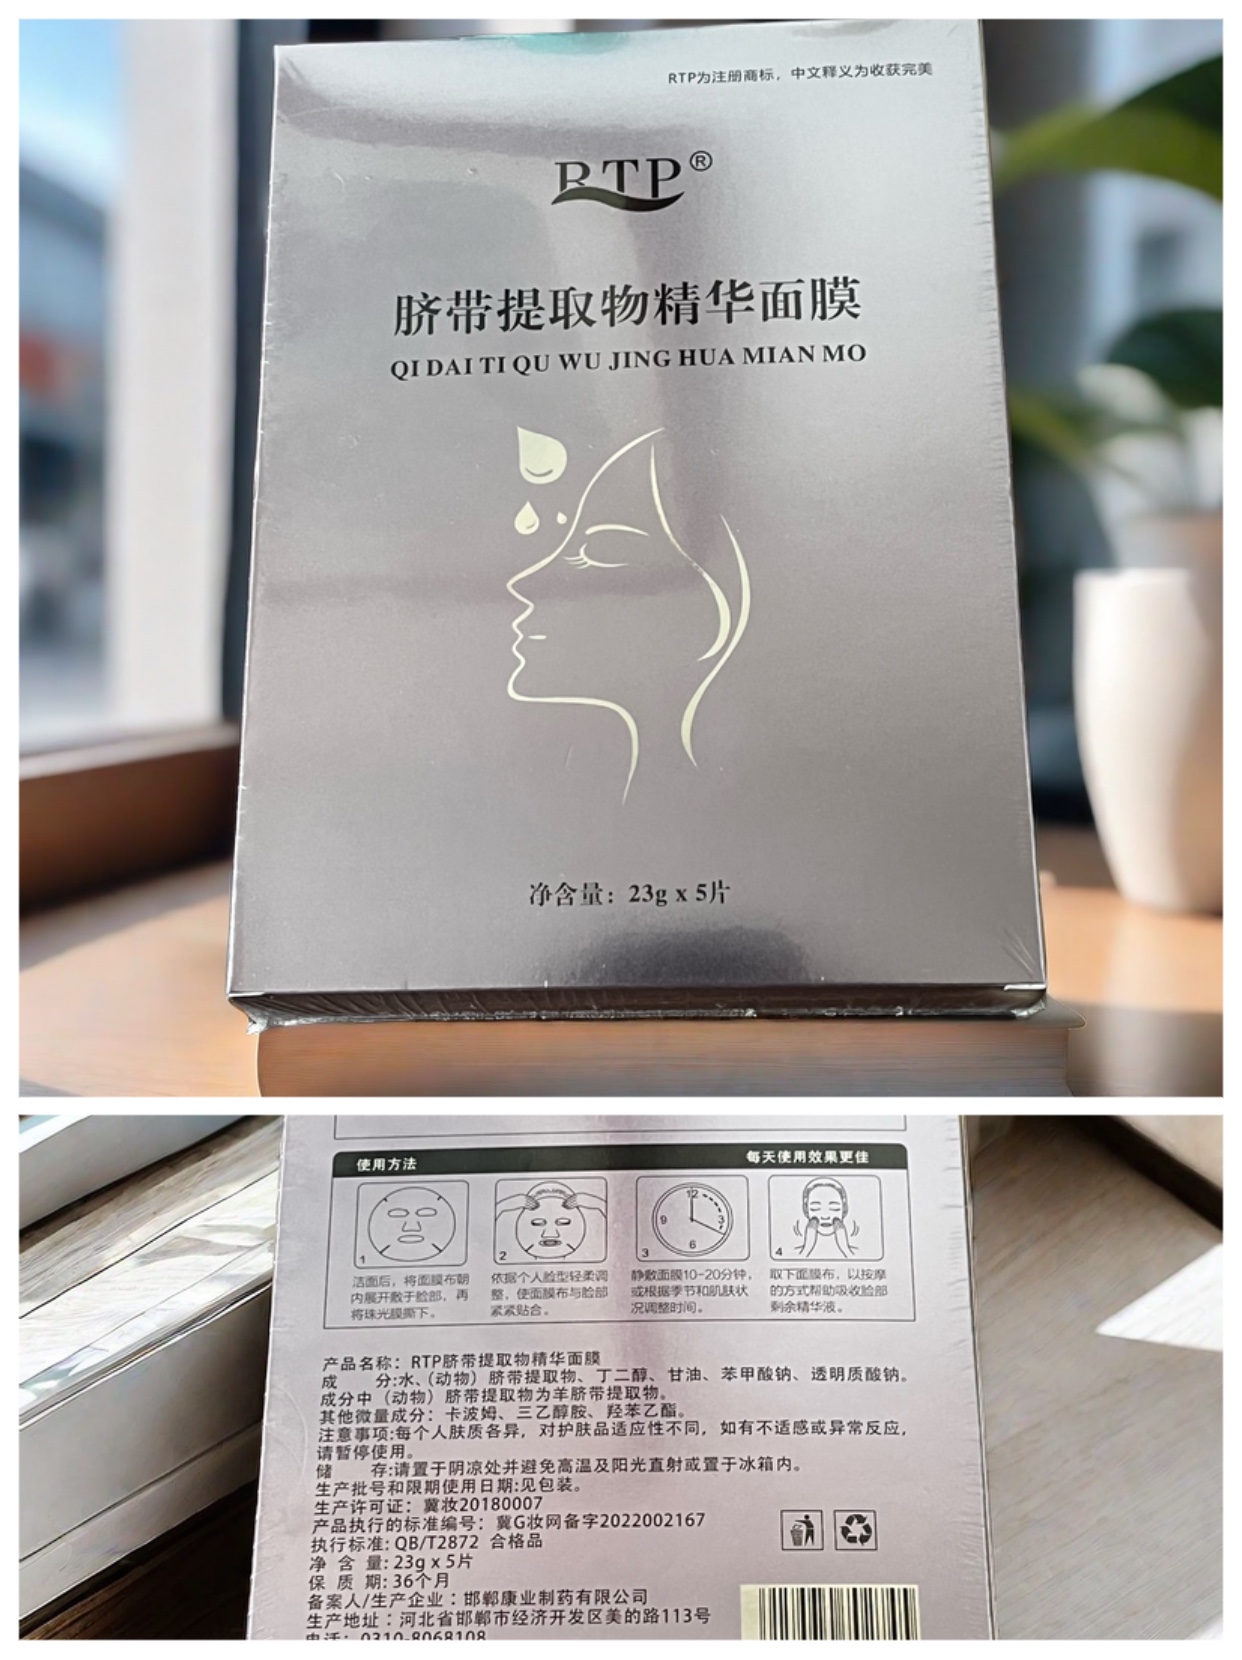 RTP为注册商标，中文释义为收获完美
RTP®
脐带提取物精华面膜
QI DAI TI QU WU JING HUA MIAN MO
净含量：23g x 5片
使用方法 每天使用效果更佳
1
洁面后，将面膜布朝
内展开敷于脸部，再
将珠光膜撕下。
2
依据个人脸型轻柔调
整，使面膜布与脸部
紧紧贴合。
12
3
6
9
3
静敷面膜10-20分钟，
或根据季节和肌肤状
况调整时间。
4
取下面膜布，以按摩
的方式帮助吸收脸部
剩余精华液。
产品名称：RTP脐带提取物精华面膜
成 分:水、（动物）脐带提取物、丁二醇、甘油、苯甲酸钠、透明质酸钠。
成分中（动物）脐带提取物为羊脐带提取物。
其他微量成分：卡波姆、三乙醇胺、羟苯乙酯。
注意事项:每个人肤质各异，对护肤品适应性不同，如有不适感或异常反应，
请暂停使用。
储 存:请置于阴凉处并避免高温及阳光直射或置于冰箱内。
生产批号和限期使用日期:见包装。
生产许可证：冀妆20180007
产品执行的标准编号：冀G妆网备字2022002167
执行标准: QB/T2872 合格品
净 含 量: 23g x 5片
保 质 期: 36个月
备案人/生产企业：邯郸康业制药有限公司
生产地址：河北省邯郸市经济开发区美的路113号
电话：0310-8068108